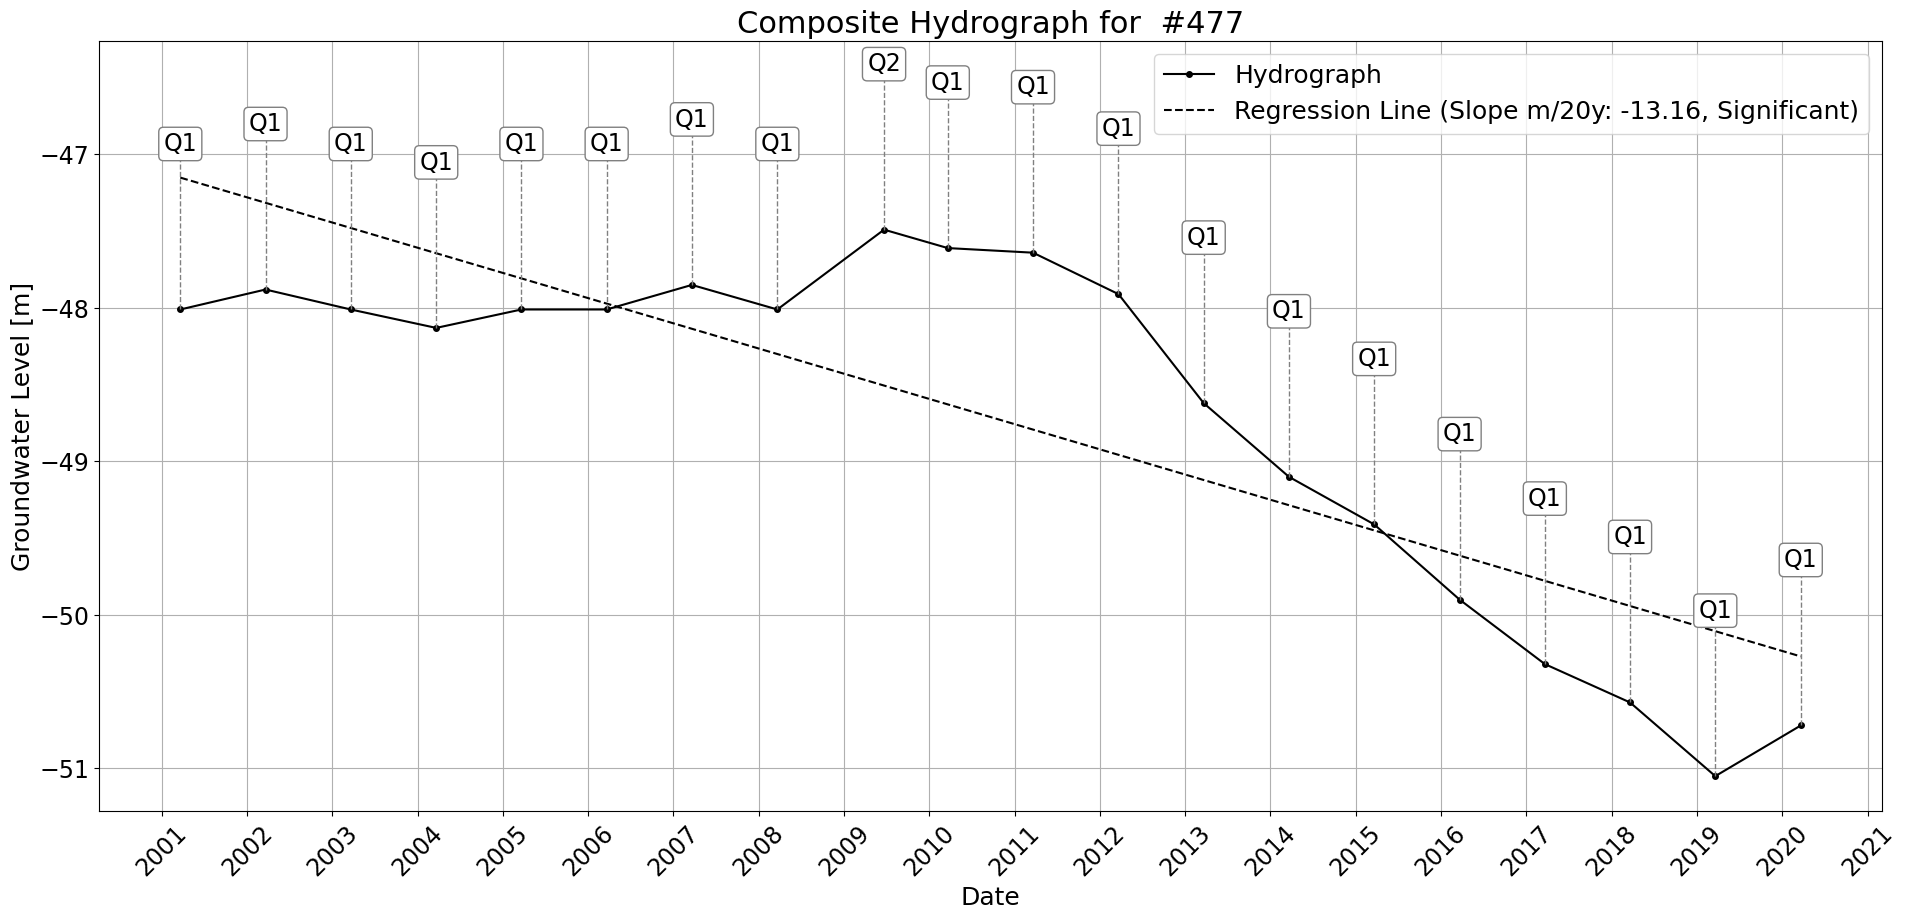 Composite Hydrograph for  #477
Hydrograph
Regression Line (Slope m/20y: -13.16, Significant)
Q1
Q1
Q1
Q1
Q1
Q1
Q1
Q1
Q2
Q1
Q1
Q1
Q1
Q1
Q1
Q1
Q1
Q1
Q1
Q1
Groundwater Level [m]
−47
−48
−49
−50
−51
2001
2002
2003
2004
2005
2006
2007
2008
2009
2010
2011
2012
2013
2014
2015
2016
2017
2018
2019
2020
2021
Date